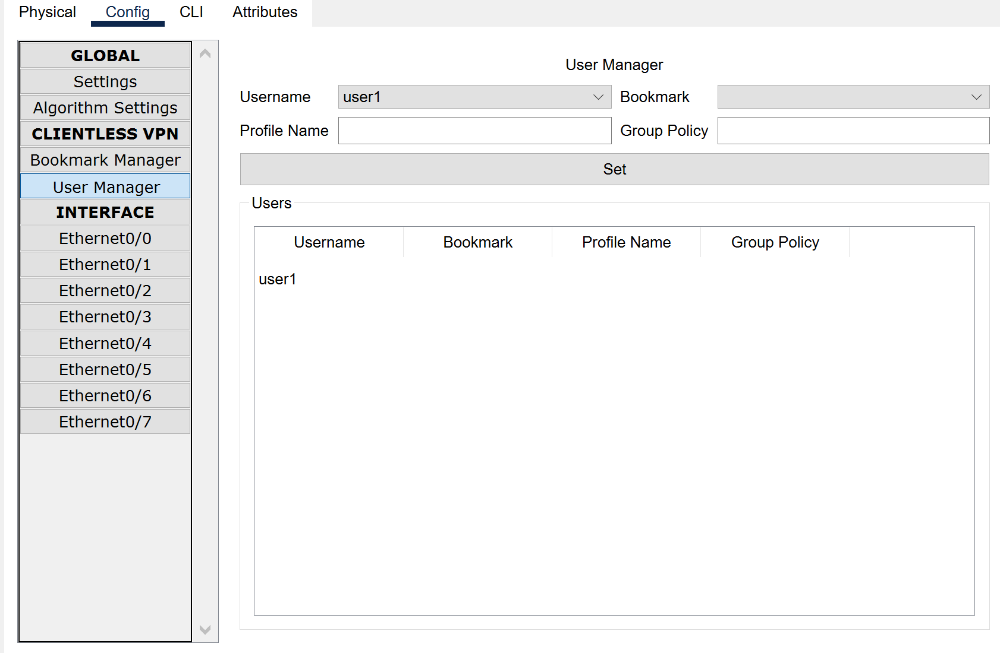 Physical Config CLI Attributes
GLOBAL
Settings
Algorithm Settings
CLIENTLESS VPN
Bookmark Manager
User Manager
INTERFACE
Ethernet0/0
Ethernet0/1
Ethernet0/2
Ethernet0/3
Ethernet0/4
Ethernet0/5
Ethernet0/6
Ethernet0/7
User Manager
Username user1 Bookmark
Profile Name Group Policy
Set
Users
Username Bookmark Profile Name Group Policy
user1